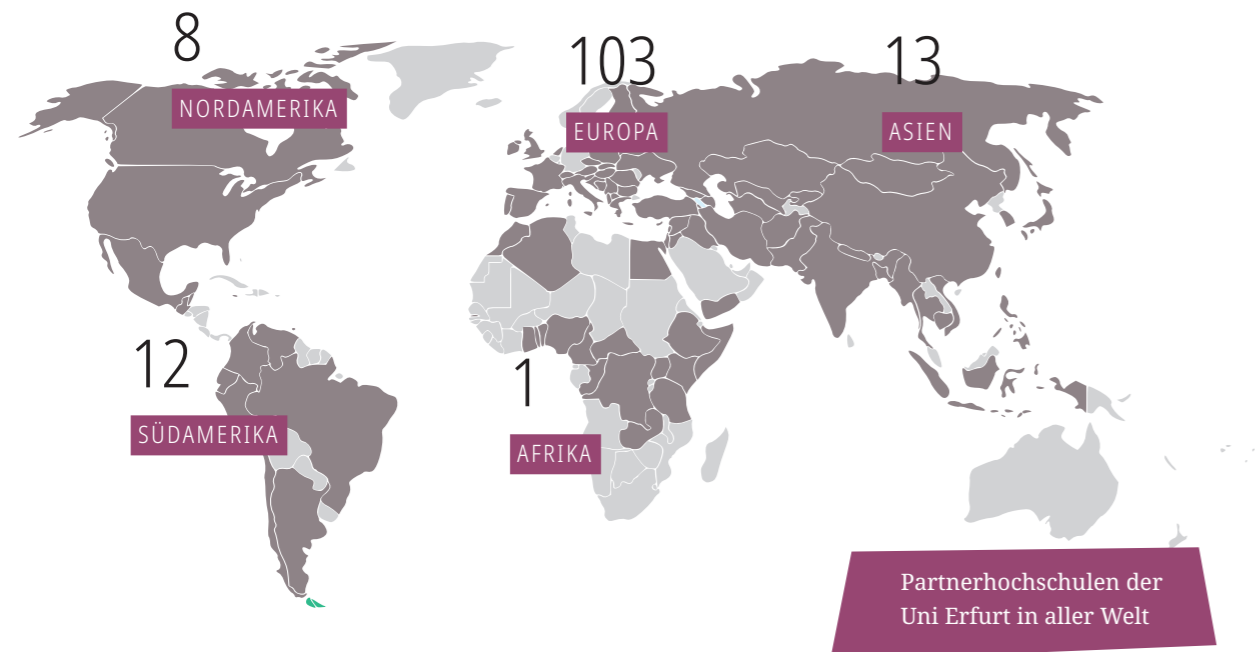 8
NORDAMERIKA
103
EUROPA
13
ASIEN
12
SÜDAMERIKA
1
AFRIKA
Partnerhochschulen der
Uni Erfurt in aller Welt